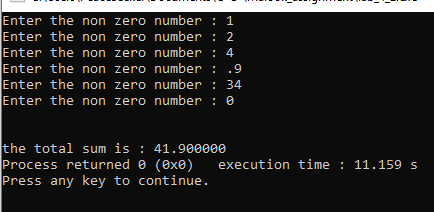 Enter the non zero number : 1
Enter the non zero number : 2
Enter the non zero number : 4
Enter the non zero number : .9
Enter the non zero number : 34
Enter the non zero number : 0
the total sum is : 41.900000
Process returned 0 (0x0)   execution time : 11.159 s
Press any key to continue.